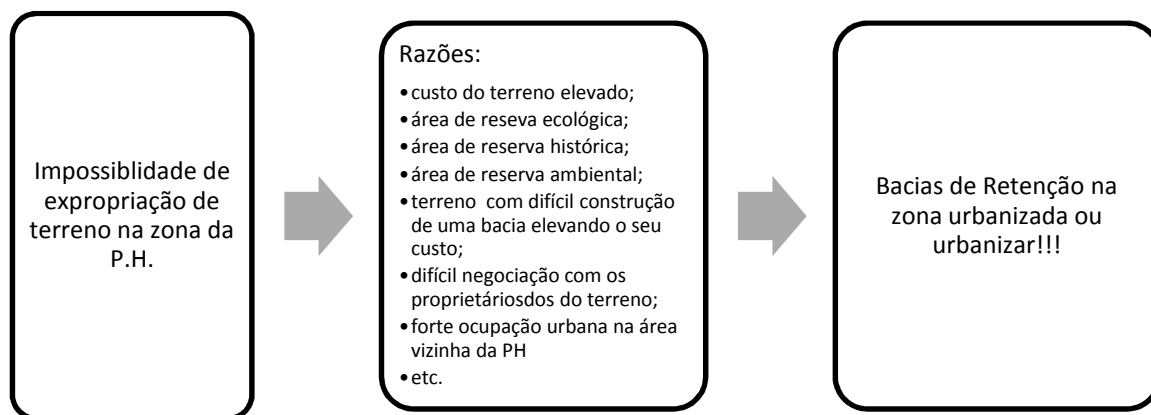 Impossiblidade de
expropriação de
terreno na zona da
P.H.
Razões:
•custo do terreno elevado;
•área de reseva ecológica;
•área de reserva histórica;
•área de reserva ambiental;
•terreno com difícil construção
de uma bacia elevando o seu
custo;
•difícil negociação com os
proprietáriosdos do terreno;
•forte ocupação urbana na área
vizinha da PH
•etc.
Bacias de Retenção na
zona urbanizada ou
urbanizar!!!